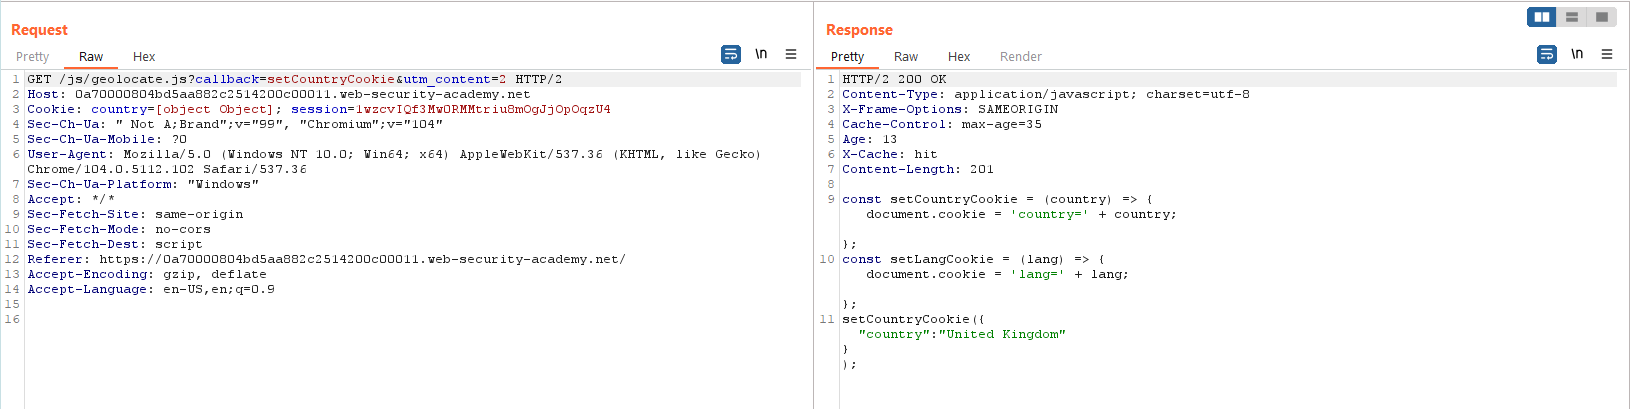 Request
Pretty Raw Hex \n
1 GET /js/geolocate.js?callback=setCountryCookie&utm_content=2 HTTP/2
2 Host: 0a70000804bd5aa882c2514200c00011.web-security-academy.net
3 Cookie: country=[object Object]; session=1wzcvIQf3Mw0RMMtriu8mOgJjOpOqzU4
4 Sec-Ch-Ua: " Not A;Brand";v="99", "Chromium";v="104"
5 Sec-Ch-Ua-Mobile: ?0
6 User-Agent: Mozilla/5.0 (Windows NT 10.0; Win64; x64) AppleWebKit/537.36 (KHTML, like Gecko)
Chrome/104.0.5112.102 Safari/537.36
7 Sec-Ch-Ua-Platform: "Windows"
8 Accept: */*
9 Sec-Fetch-Site: same-origin
10 Sec-Fetch-Mode: no-cors
11 Sec-Fetch-Dest: script
12 Referer: https://0a70000804bd5aa882c2514200c00011.web-security-academy.net/
13 Accept-Encoding: gzip, deflate
14 Accept-Language: en-US,en;q=0.9
15
16
Response
Pretty Raw Hex Render \n
1 HTTP/2 200 OK
2 Content-Type: application/javascript; charset=utf-8
3 X-Frame-Options: SAMEORIGIN
4 Cache-Control: max-age=35
5 Age: 13
6 X-Cache: hit
7 Content-Length: 201
8
9 const setCountryCookie = (country) => {
document.cookie = 'country=' + country;
};
10 const setLangCookie = (lang) => {
document.cookie = 'lang=' + lang;
};
11 setCountryCookie({
"country":"United Kingdom"
}
);